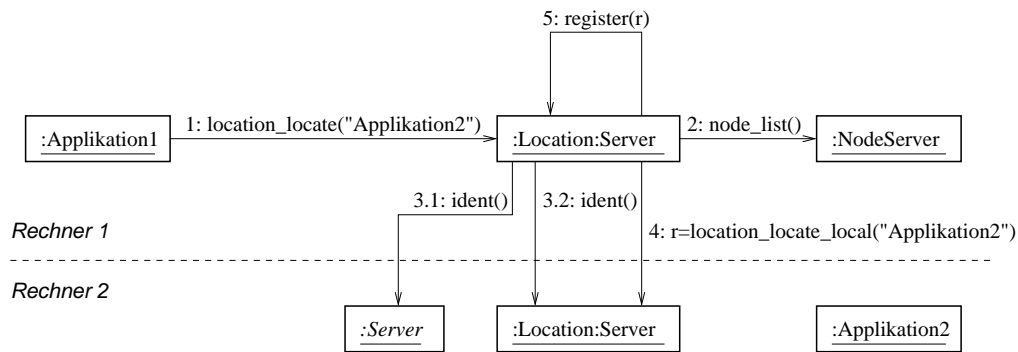 5: register(r)
1: location_locate("Applikation2")
:Applikation1
:Location:Server
2: node_list()
:NodeServer
3.1: ident()
3.2: ident()
Rechner 1
4: r=location_locate_local("Applikation2")
Rechner 2
:Server
:Location:Server
:Applikation2